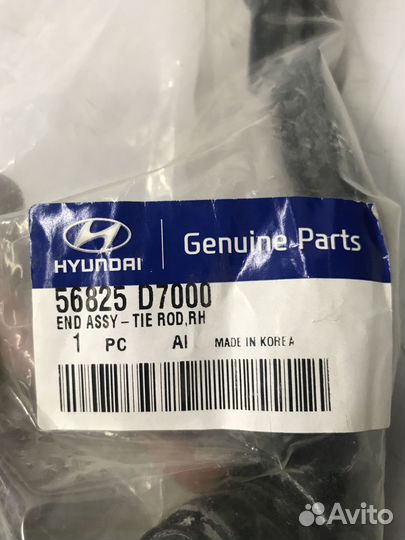 HYUNDAI
Genuine Parts
56825 D7000
END ASSY-TIE ROD,RH
1 PC AI MADE IN KOREA
Avito